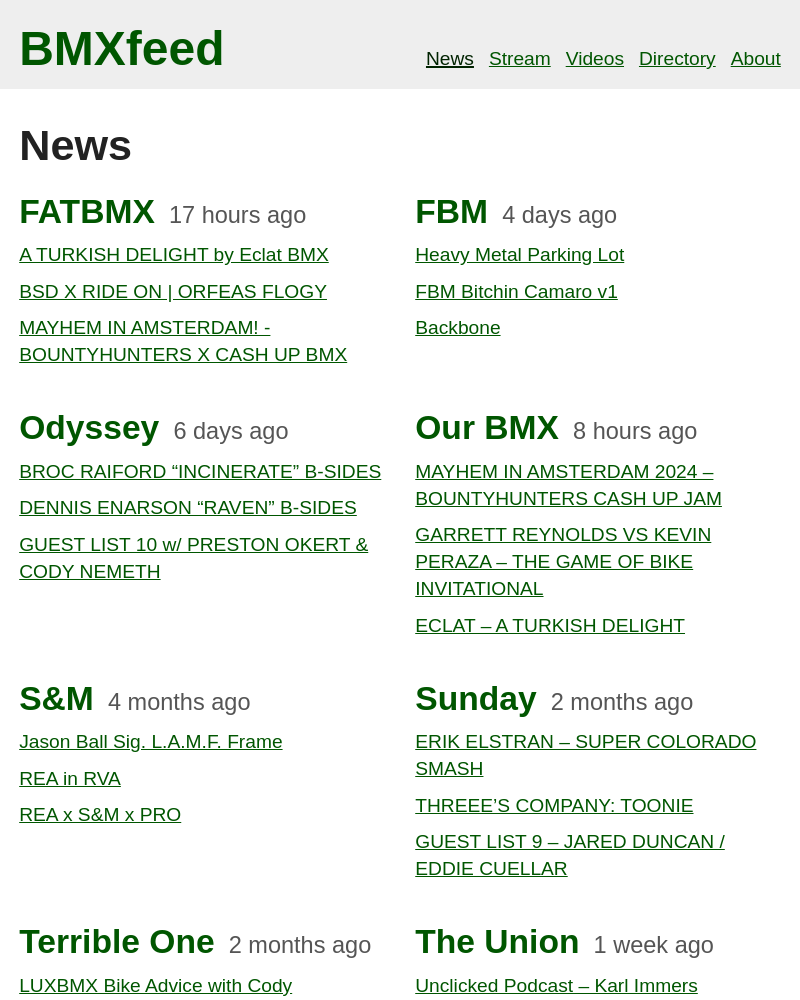 BMXfeed
News Stream Videos Directory About
News
FATBMX 17 hours ago
A TURKISH DELIGHT by Eclat BMX
BSD X RIDE ON | ORFEAS FLOGY
MAYHEM IN AMSTERDAM! -
BOUNTYHUNTERS X CASH UP BMX
FBM 4 days ago
Heavy Metal Parking Lot
FBM Bitchin Camaro v1
Backbone
Odyssey 6 days ago
BROC RAIFORD “INCINERATE” B-SIDES
DENNIS ENARSON “RAVEN” B-SIDES
GUEST LIST 10 w/ PRESTON OKERT &
CODY NEMETH
Our BMX 8 hours ago
MAYHEM IN AMSTERDAM 2024 –
BOUNTYHUNTERS CASH UP JAM
GARRETT REYNOLDS VS KEVIN
PERAZA – THE GAME OF BIKE
INVITATIONAL
ECLAT – A TURKISH DELIGHT
S&M 4 months ago
Jason Ball Sig. L.A.M.F. Frame
REA in RVA
REA x S&M x PRO
Sunday 2 months ago
ERIK ELSTRAN – SUPER COLORADO
SMASH
THREEE’S COMPANY: TOONIE
GUEST LIST 9 – JARED DUNCAN /
EDDIE CUELLAR
Terrible One 2 months ago
LUXBMX Bike Advice with Cody
The Union 1 week ago
Unclicked Podcast – Karl Immers